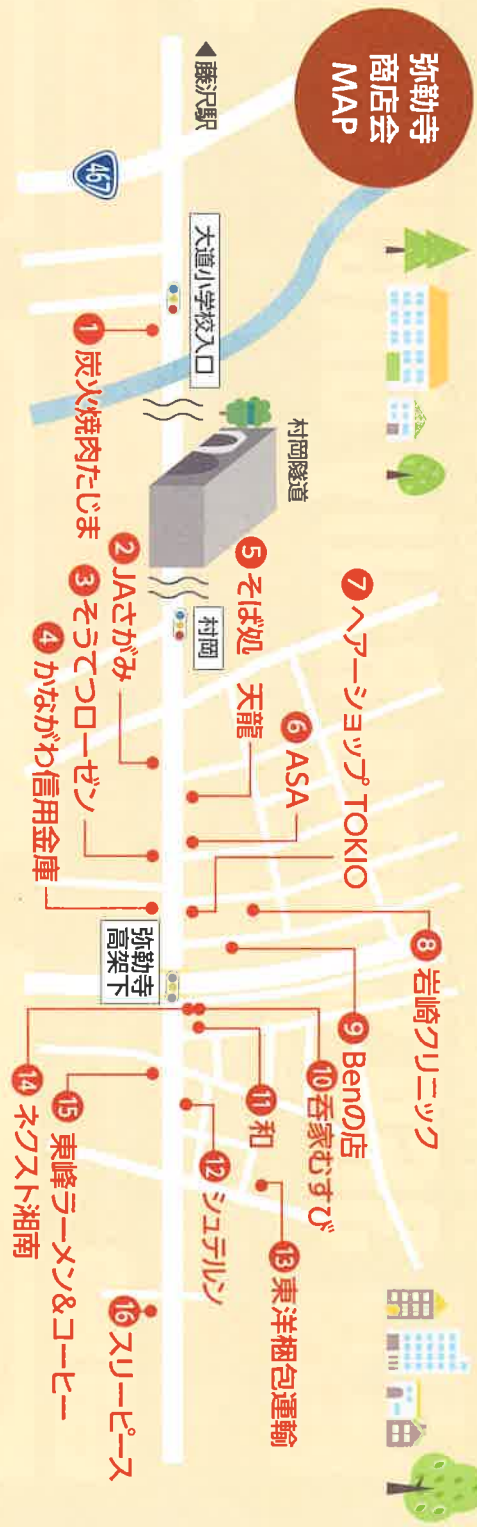 弥勒寺
商店会
MAP
◀藤沢駅
467
大道小学校入口
村岡隧道
村岡
弥勒寺
高架下
1 炭火焼肉たじま
2 JAさがみ
3 そうてつローゼン
4 かながわ信用金庫
5 そば処 天龍
6 ASA
7 ヘアーショップ TOKIO
8 岩崎クリニック
9 Benの店
10 呑家むすび
11 和
12 シュテルン
13 東洋梱包運輸
14 ネクスト湘南
15 東峰ラーメン&コーヒー
16 スリーピース